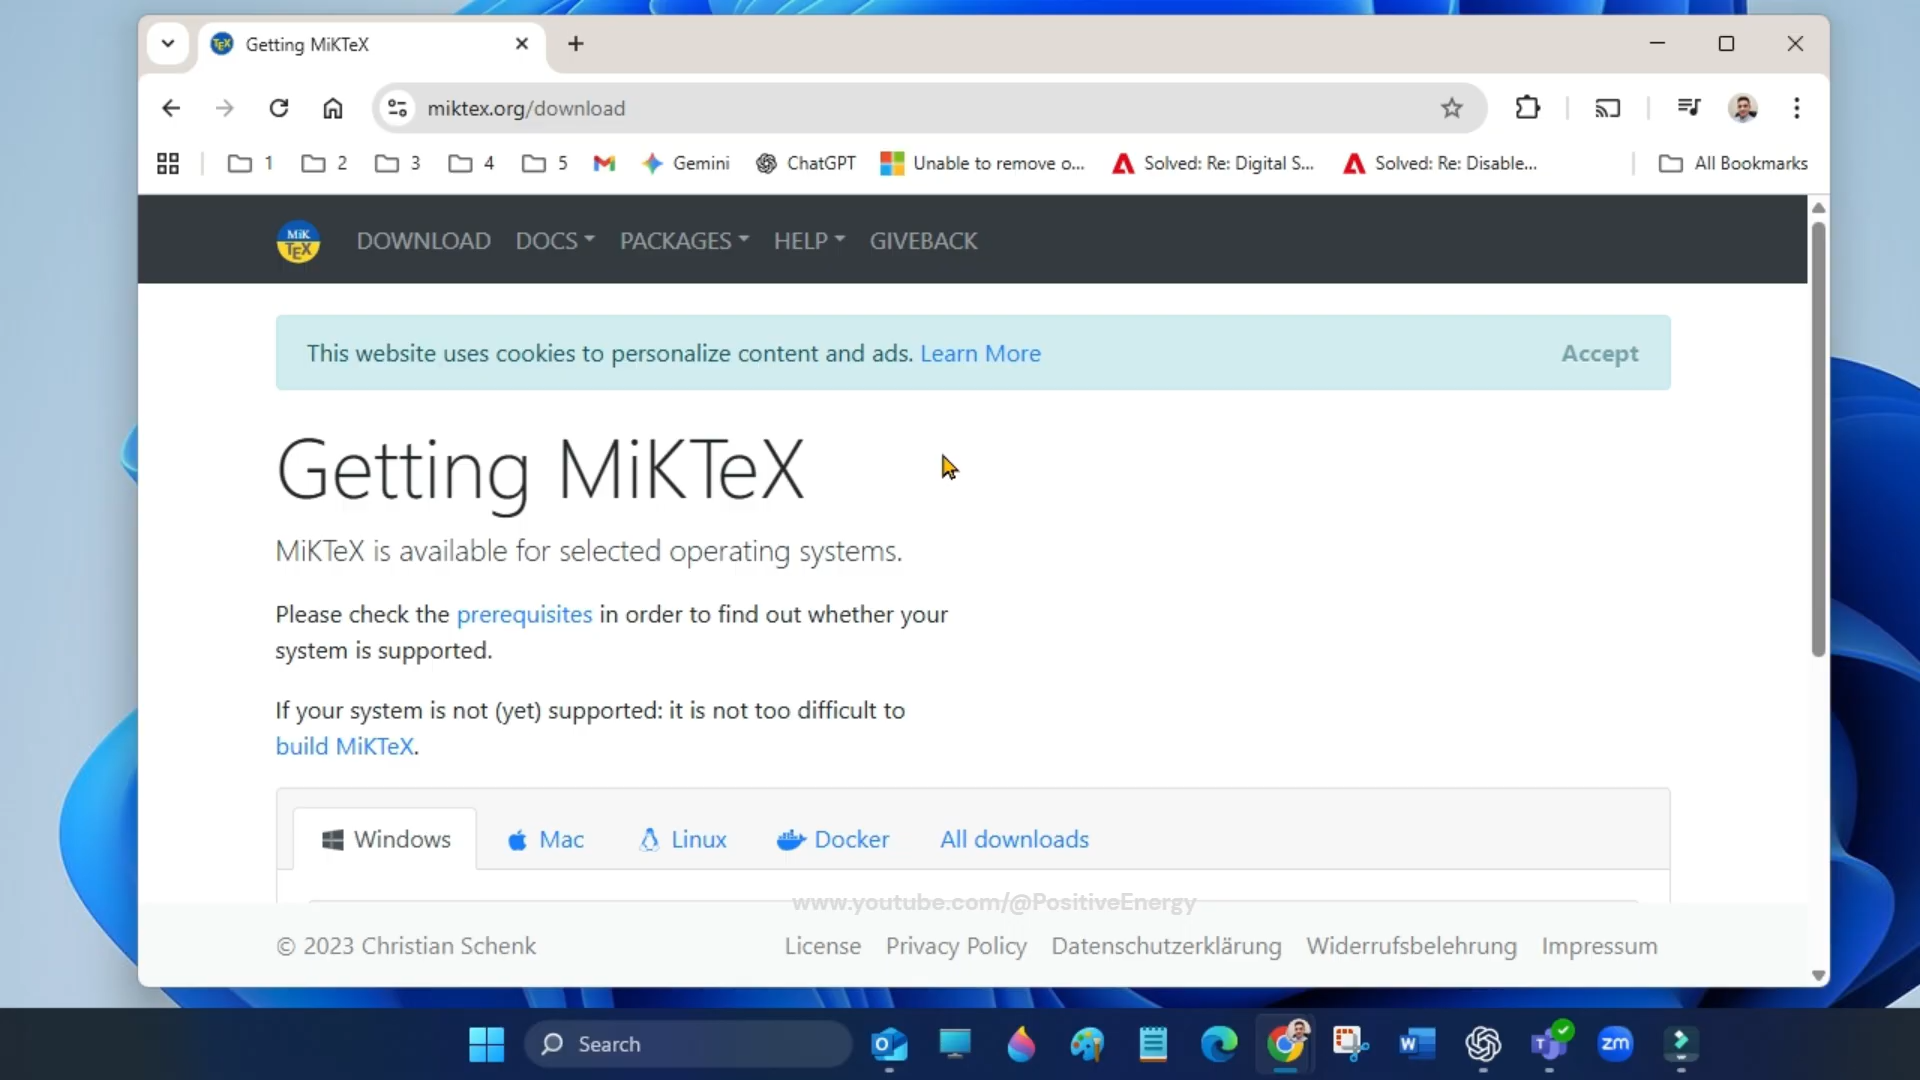 Getting MiKTeX
miktex.org/download
1 2 3 4 5 Gemini ChatGPT Unable to remove o... Solved: Re: Digital S... Solved: Re: Disable... All Bookmarks
MiK
TEX
DOWNLOAD DOCS PACKAGES HELP GIVEBACK
This website uses cookies to personalize content and ads. Learn More Accept
Getting MiKTeX
MiKTeX is available for selected operating systems.
Please check the prerequisites in order to find out whether your
system is supported.
If your system is not (yet) supported: it is not too difficult to
build MiKTeX.
Windows Mac Linux Docker All downloads
www.youtube.com/@PositiveEnergy
© 2023 Christian Schenk License Privacy Policy Datenschutzerklärung Widerrufsbelehrung Impressum
Search
zm